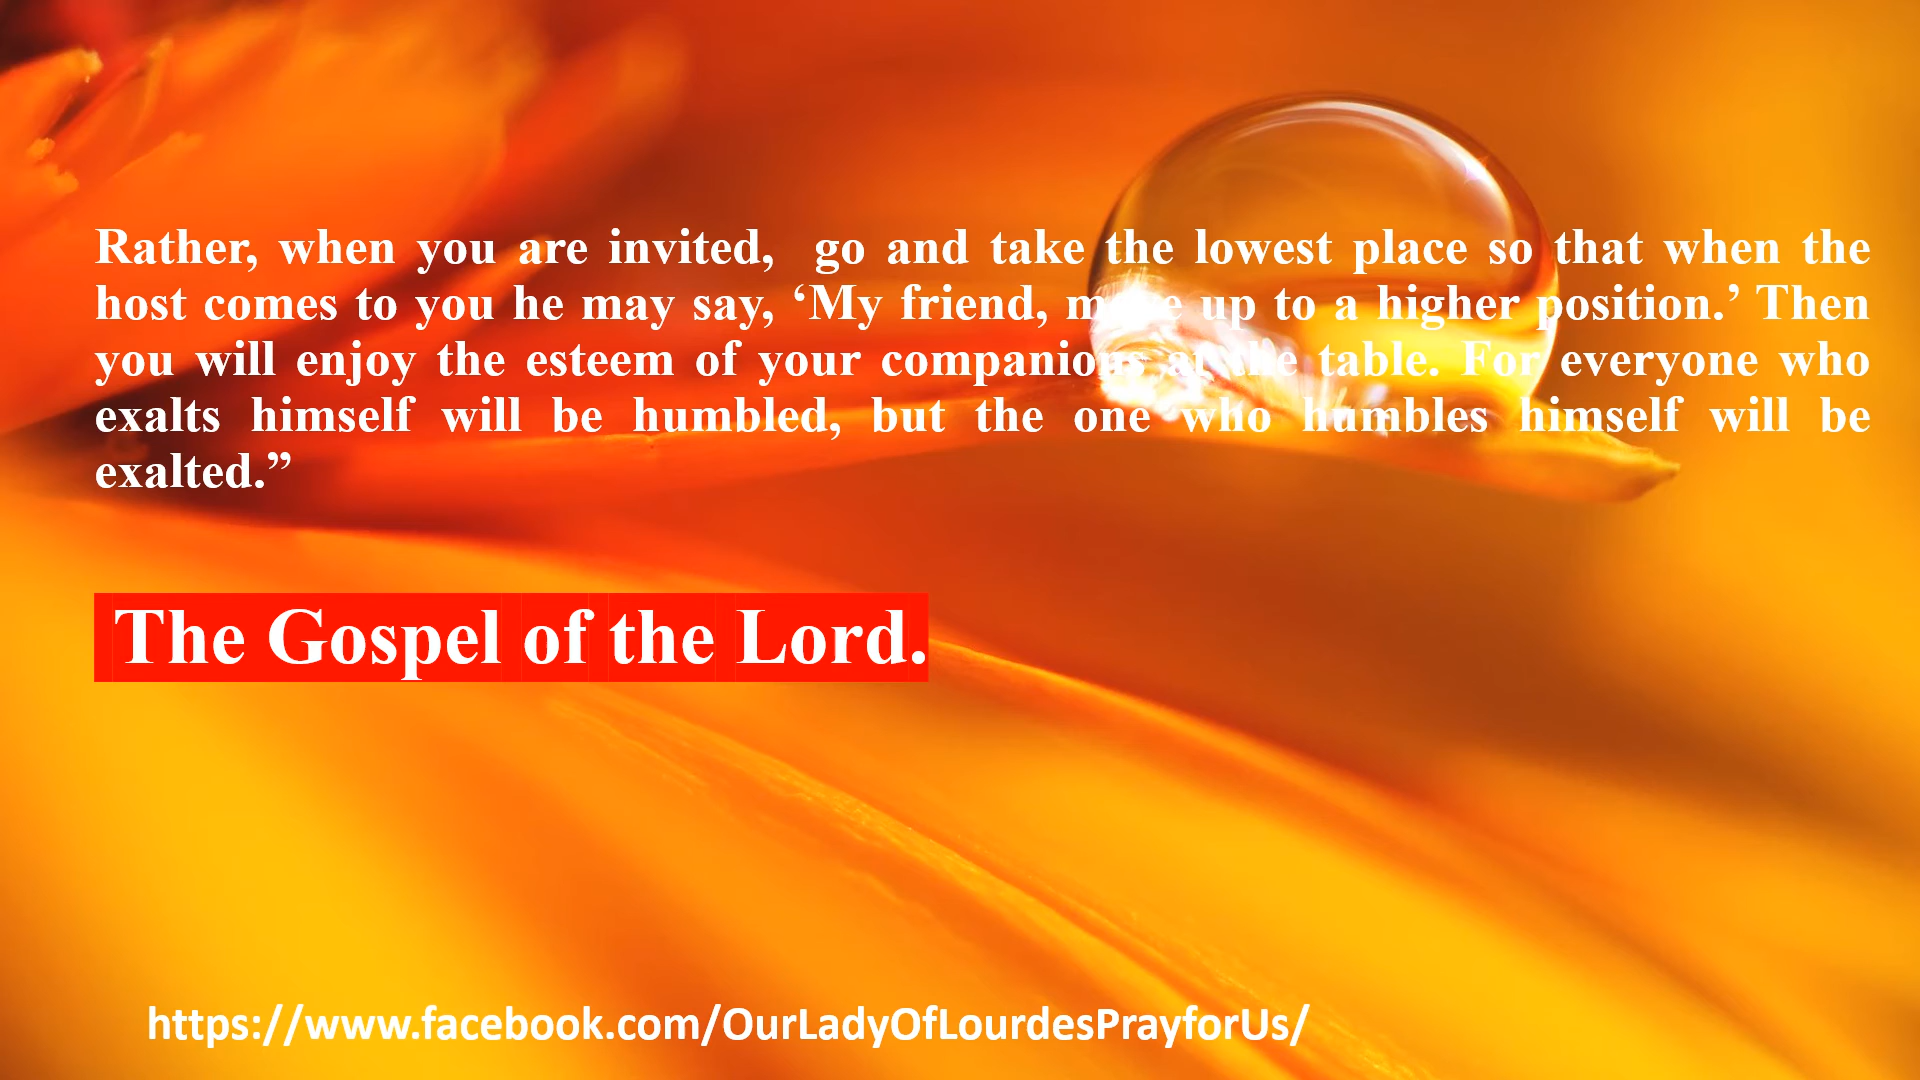 Rather, when you are invited,  go and take the lowest place so that when the
host comes to you he may say, ‘My friend, move up to a higher position.’ Then
you will enjoy the esteem of your companions at the table. For everyone who
exalts himself will be humbled, but the one who humbles himself will be
exalted.”
The Gospel of the Lord.
https://www.facebook.com/OurLadyOfLourdesPrayforUs/